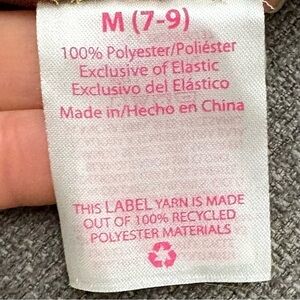 M (7-9)
100% Polyester/Poliéster
Exclusive of Elastic
Exclusivo del Elástico
Made in/Hecho en China
THIS LABEL YARN IS MADE
OUT OF 100% RECYCLED
POLYESTER MATERIALS